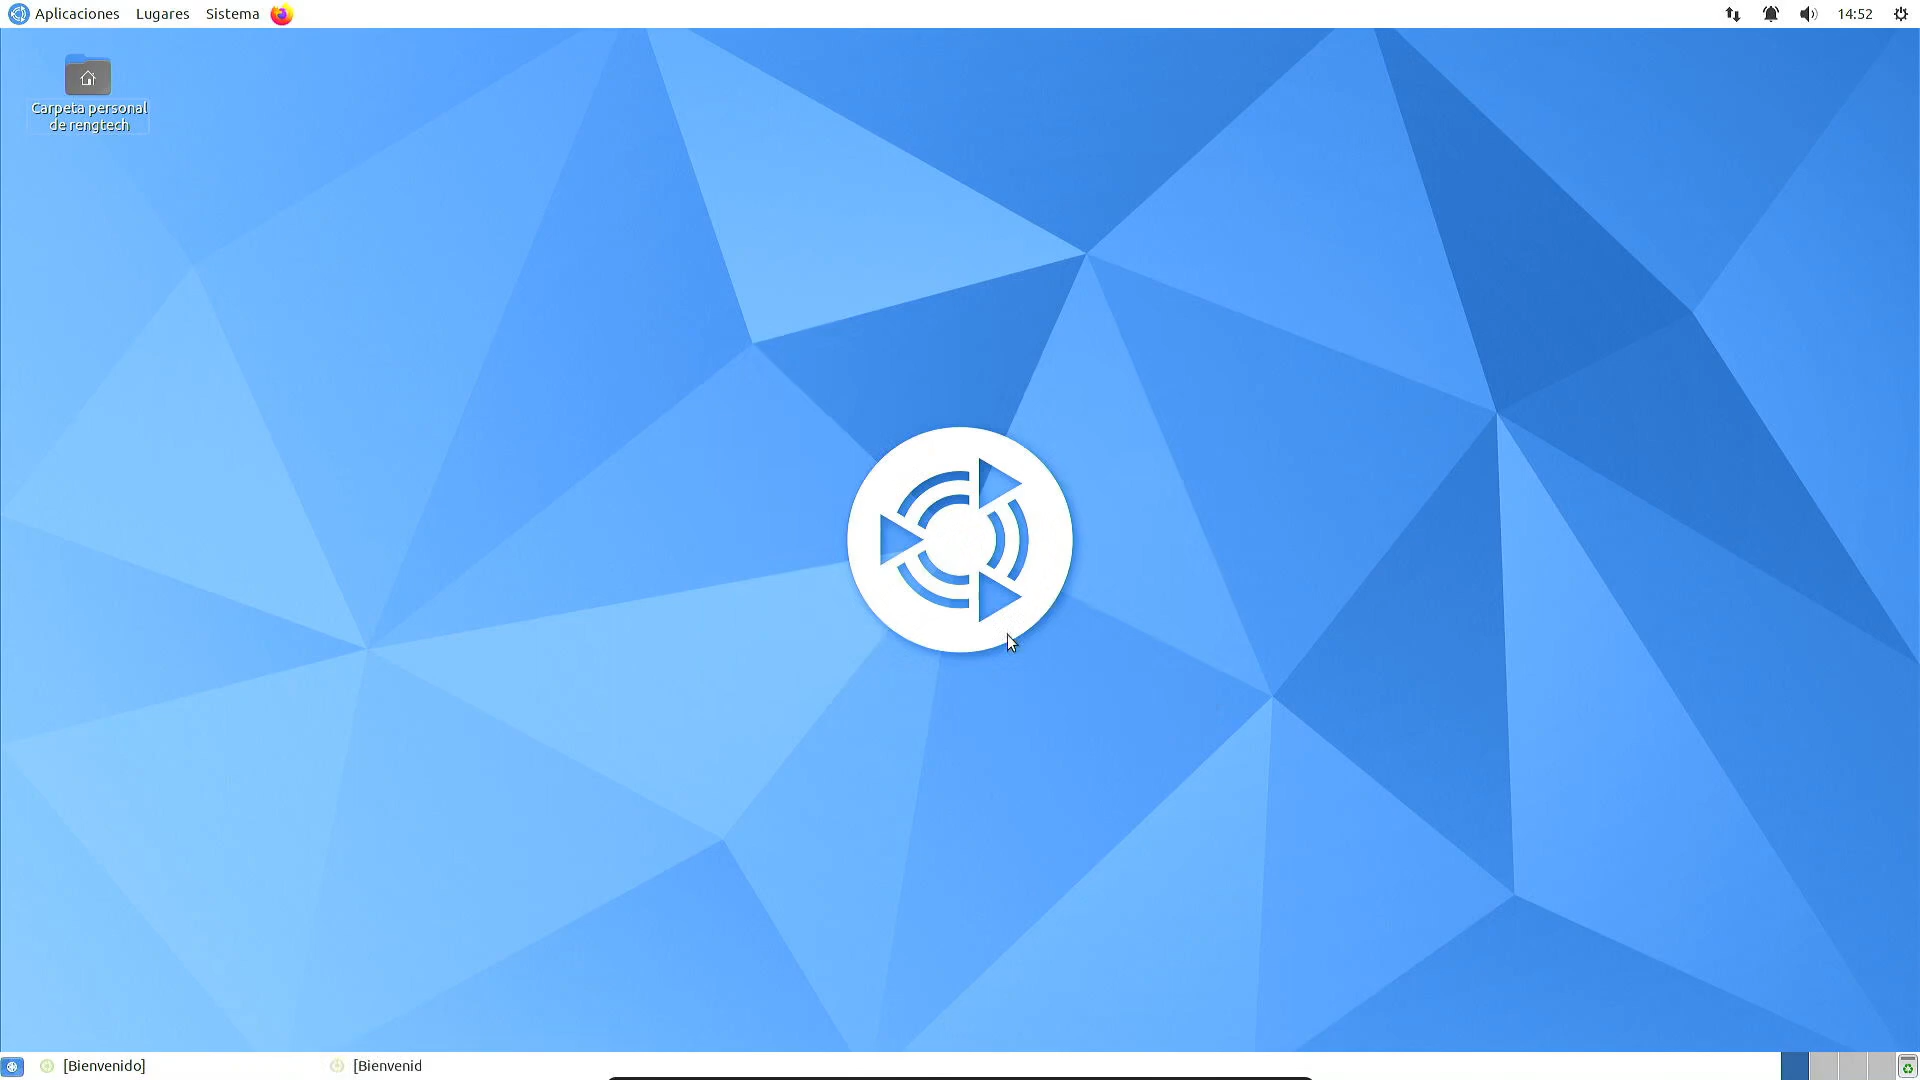 Aplicaciones Lugares Sistema 14:52
Carpeta personal
de rengtech
[Bienvenido] [Bienvenid